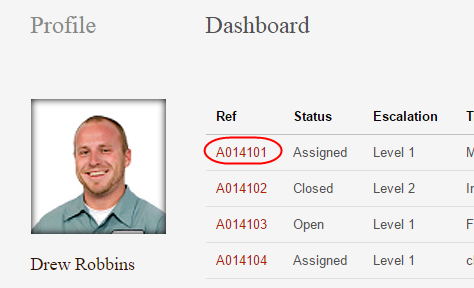 Profile
Dashboard
Ref Status Escalation T
A014101 Assigned Level 1 M
A014102 Closed Level 2 In
A014103 Open Level 1 F
A014104 Assigned Level 1 c
Drew Robbins